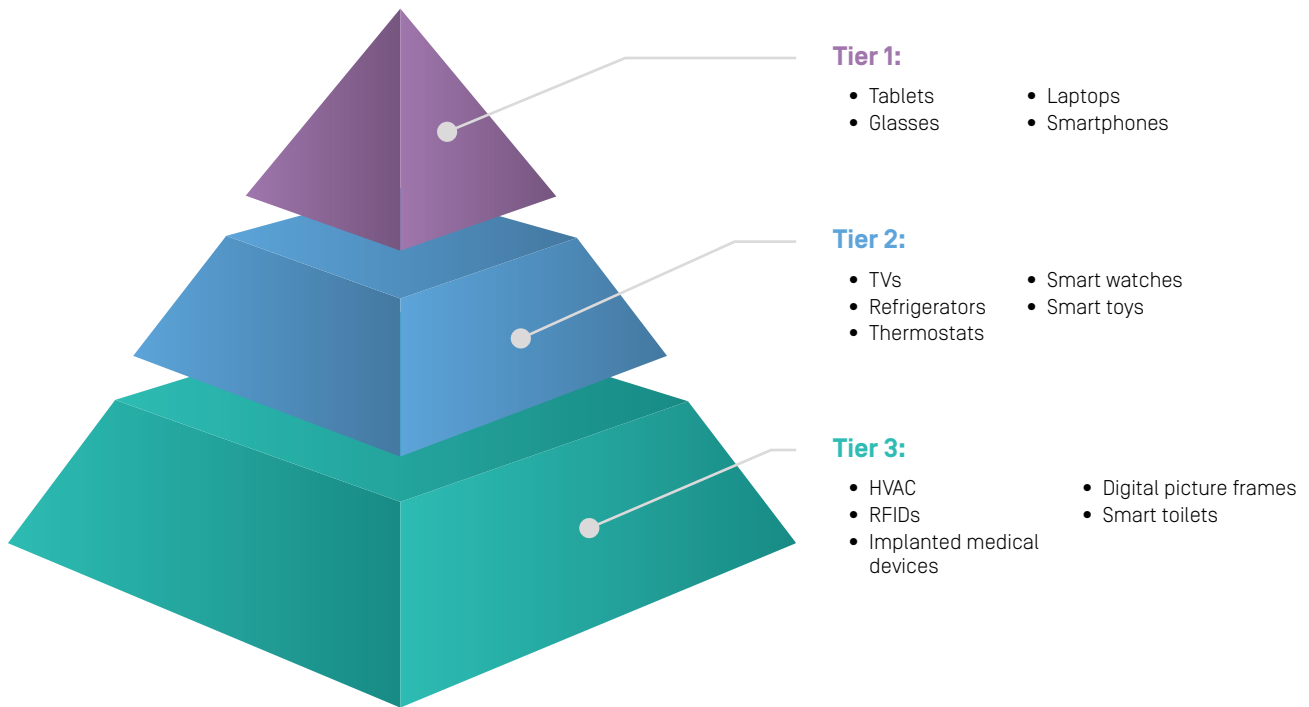 Tier 1:
• Tablets
• Glasses
• Laptops
• Smartphones
Tier 2:
• TVs
• Refrigerators
• Thermostats
• Smart watches
• Smart toys
Tier 3:
• HVAC
• RFIDs
• Implanted medical
devices
• Digital picture frames
• Smart toilets